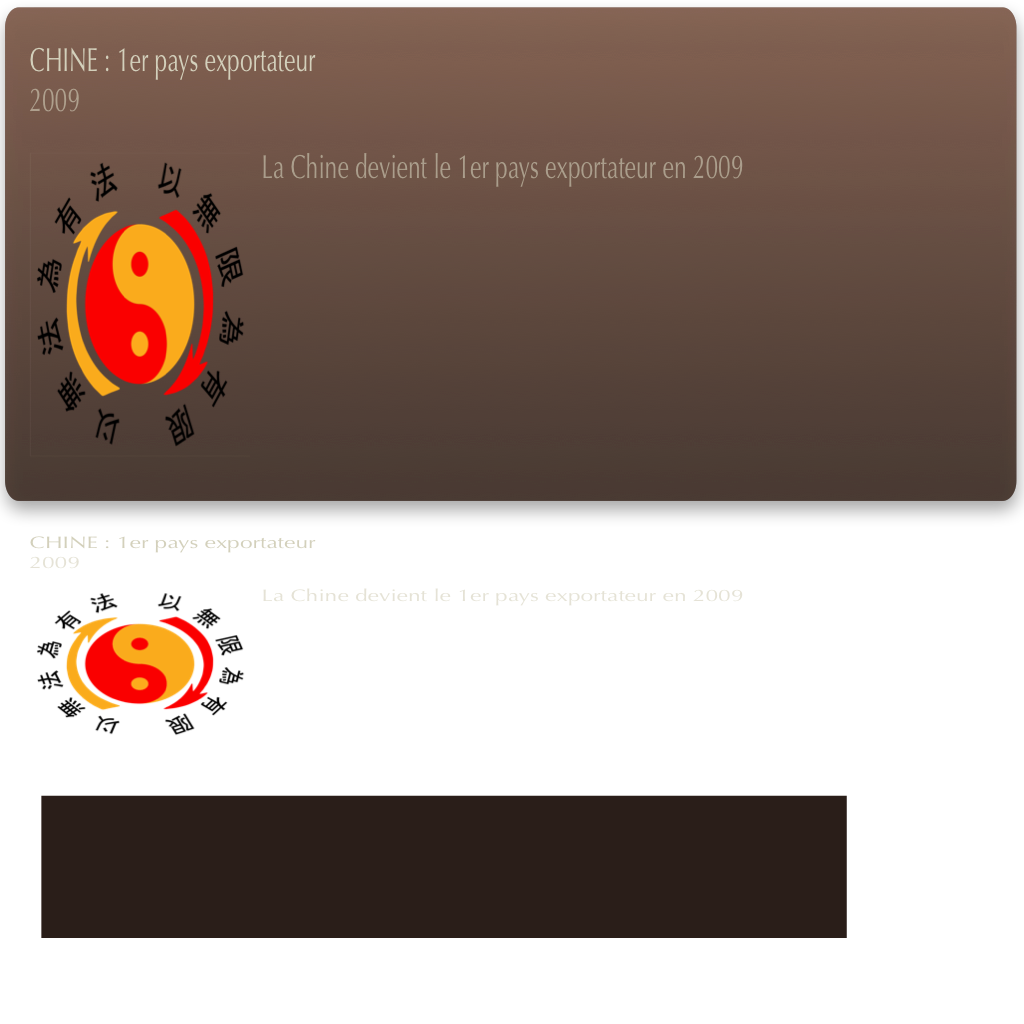 CHINE : 1er pays exportateur
2009
La Chine devient le 1er pays exportateur en 2009
以無限為有限
以無法為有法
CHINE : 1er pays exportateur
2009
La Chine devient le 1er pays exportateur en 2009
以無限為有限
以無法為有法